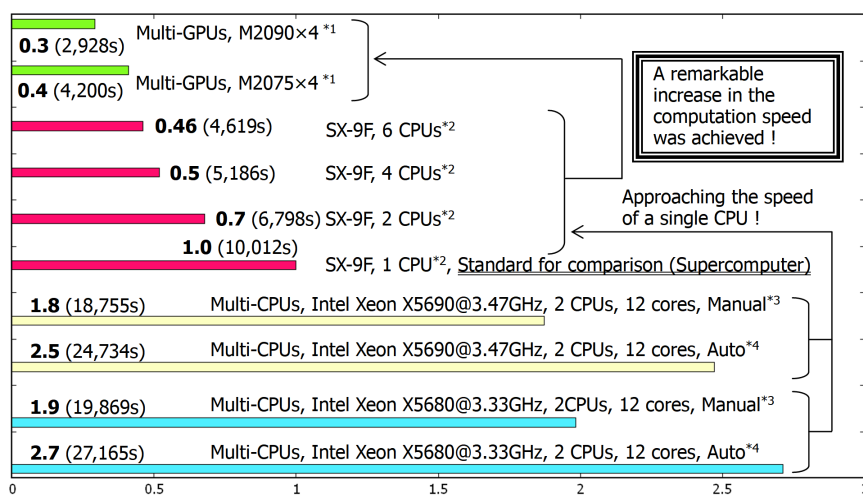 0.3 (2,928s) Multi-GPUs, M2090×4 *1
0.4 (4,200s) Multi-GPUs, M2075×4 *1
A remarkable
increase in the
computation speed
was achieved !
0.46 (4,619s) SX-9F, 6 CPUs*2
0.5 (5,186s) SX-9F, 4 CPUs*2
0.7 (6,798s) SX-9F, 2 CPUs*2
Approaching the speed
of a single CPU !
1.0 (10,012s)
SX-9F, 1 CPU*2, Standard for comparison (Supercomputer)
1.8 (18,755s) Multi-CPUs, Intel Xeon X5690@3.47GHz, 2 CPUs, 12 cores, Manual*3
2.5 (24,734s) Multi-CPUs, Intel Xeon X5690@3.47GHz, 2 CPUs, 12 cores, Auto*4
1.9 (19,869s) Multi-CPUs, Intel Xeon X5680@3.33GHz, 2CPUs, 12 cores, Manual*3
2.7 (27,165s) Multi-CPUs, Intel Xeon X5680@3.33GHz, 2 CPUs, 12 cores, Auto*4
0 0.5 1 1.5 2 2.5